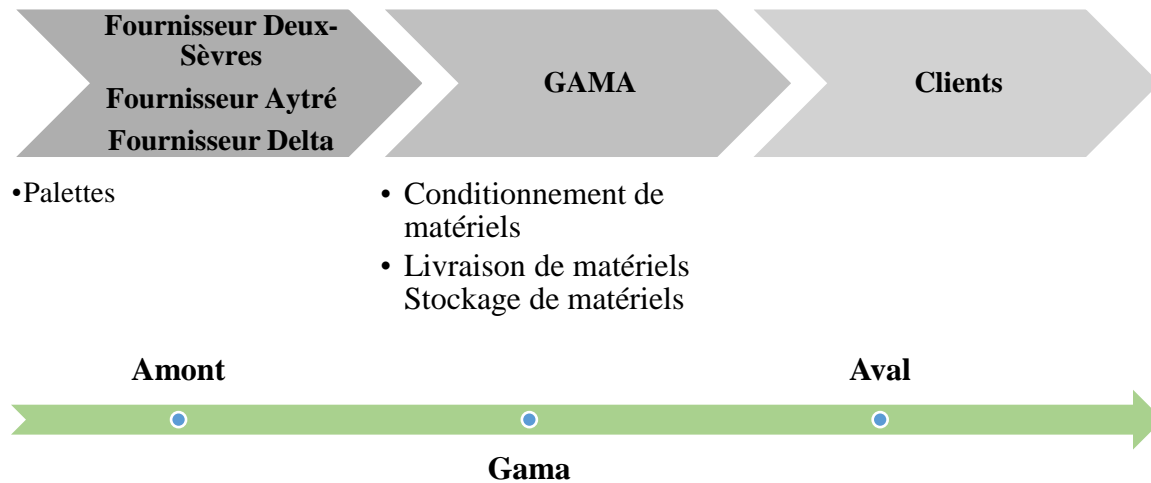 Fournisseur Deux-
Sèvres
Fournisseur Aytré
Fournisseur Delta
GAMA
Clients
•Palettes
• Conditionnement de
matériels
• Livraison de matériels
Stockage de matériels
Amont
Aval
Gama